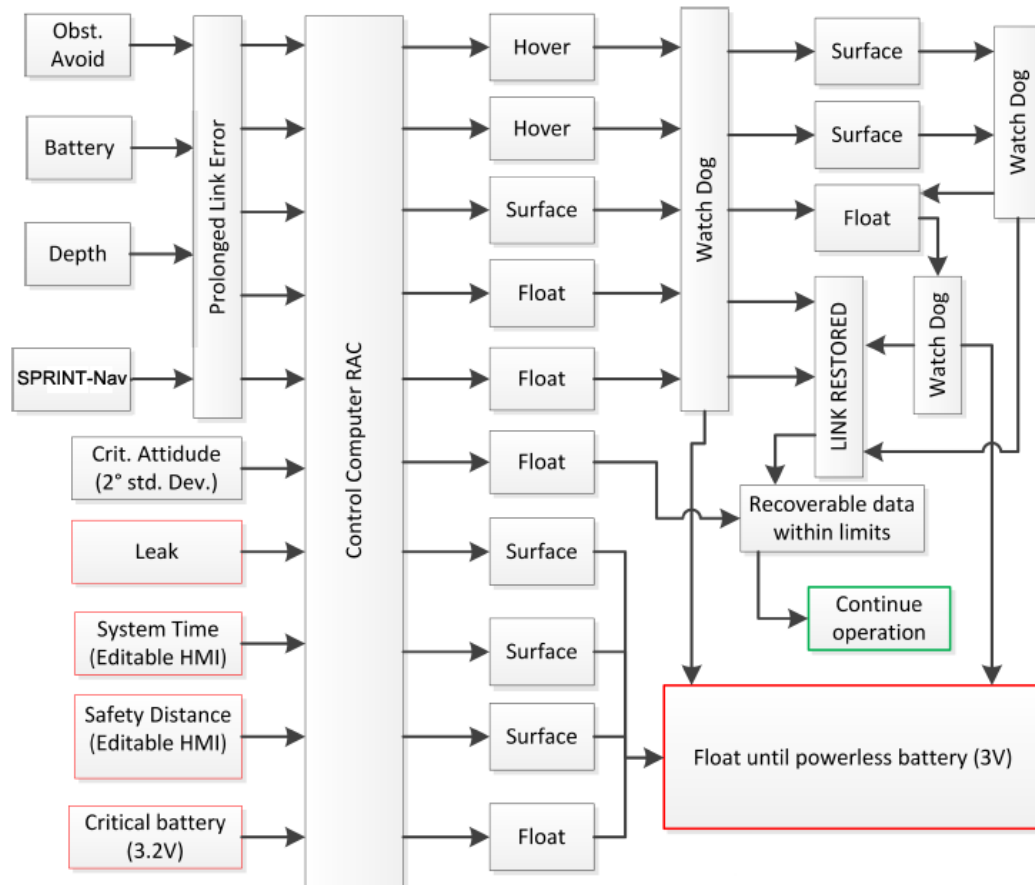 Obst.
Avoid
Battery
Depth
SPRINT-Nav
Crit. Attidude
(2° std. Dev.)
Leak
System Time
(Editable HMI)
Safety Distance
(Editable HMI)
Critical battery
(3.2V)
Prolonged Link Error
Control Computer RAC
Hover
Hover
Surface
Float
Float
Float
Surface
Surface
Surface
Float
Watch Dog
Surface
Surface
Float
Watch Dog
LINK RESTORED
Watch Dog
Recoverable data
within limits
Continue
operation
Float until powerless battery (3V)